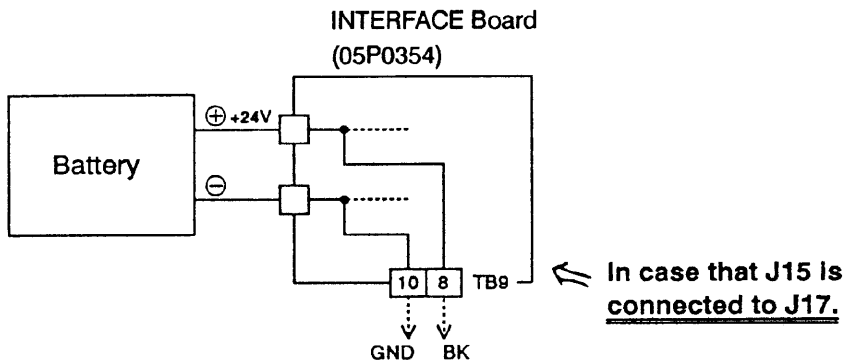 INTERFACE Board
(05P0354)
⊕ +24V
Battery
⊖
10 8 TB9
In case that J15 is
connected to J17.
GND BK